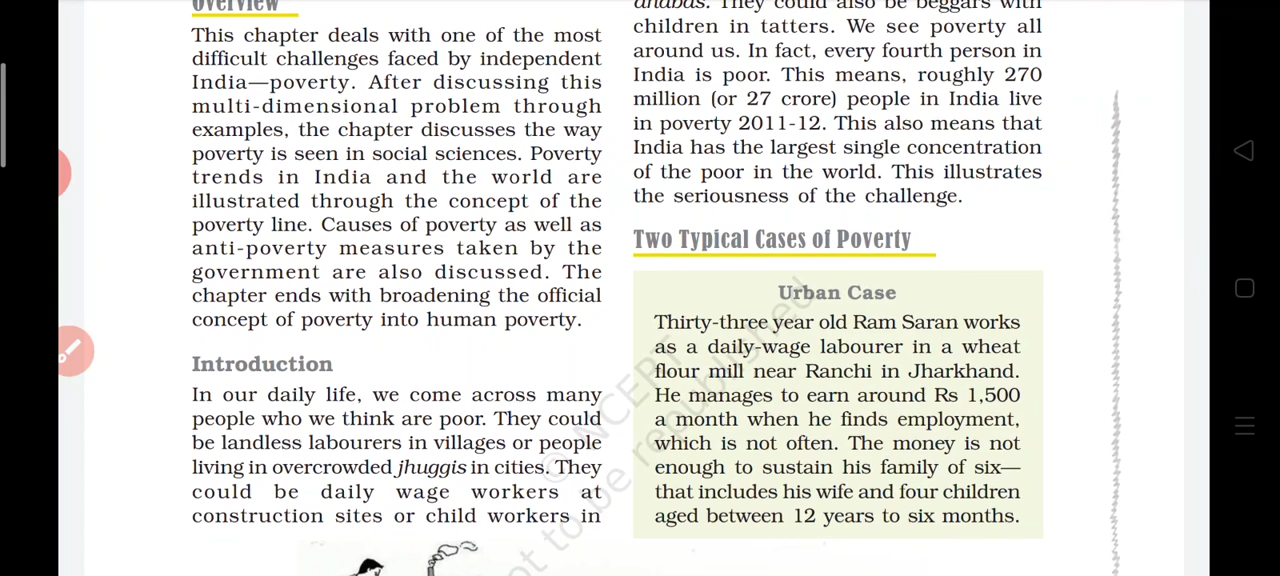 Overview
This chapter deals with one of the most
difficult challenges faced by independent
India—poverty. After discussing this
multi-dimensional problem through
examples, the chapter discusses the way
poverty is seen in social sciences. Poverty
trends in India and the world are
illustrated through the concept of the
poverty line. Causes of poverty as well as
anti-poverty measures taken by the
government are also discussed. The
chapter ends with broadening the official
concept of poverty into human poverty.
Introduction
In our daily life, we come across many
people who we think are poor. They could
be landless labourers in villages or people
living in overcrowded jhuggis in cities. They
could be daily wage workers at
construction sites or child workers in
dhabas. They could also be beggars with
children in tatters. We see poverty all
around us. In fact, every fourth person in
India is poor. This means, roughly 270
million (or 27 crore) people in India live
in poverty 2011-12. This also means that
India has the largest single concentration
of the poor in the world. This illustrates
the seriousness of the challenge.
Two Typical Cases of Poverty
Urban Case
Thirty-three year old Ram Saran works
as a daily-wage labourer in a wheat
flour mill near Ranchi in Jharkhand.
He manages to earn around Rs 1,500
a month when he finds employment,
which is not often. The money is not
enough to sustain his family of six—
that includes his wife and four children
aged between 12 years to six months.
© NCERT
not to be republished